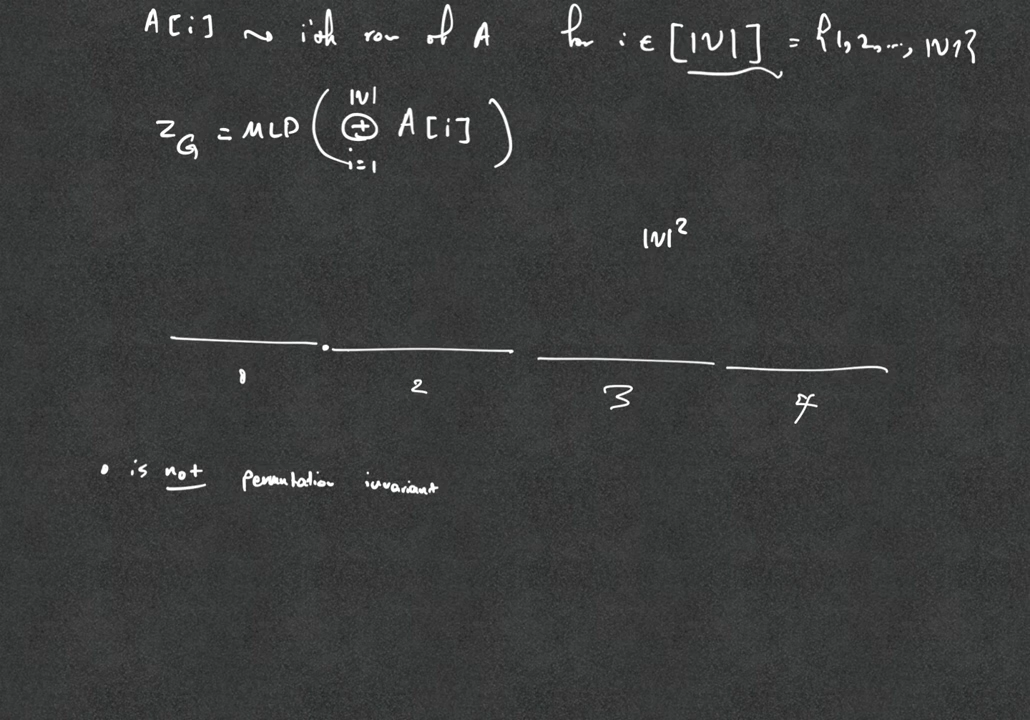 A[i] ~ i'th row of A for i ∈ [|V|] = {1,2,..., |V|}
z_G = MLP( ⊕_{i=1}^{|V|} A[i] )
|V|²
1 2 3 4
• is not permutation invariant